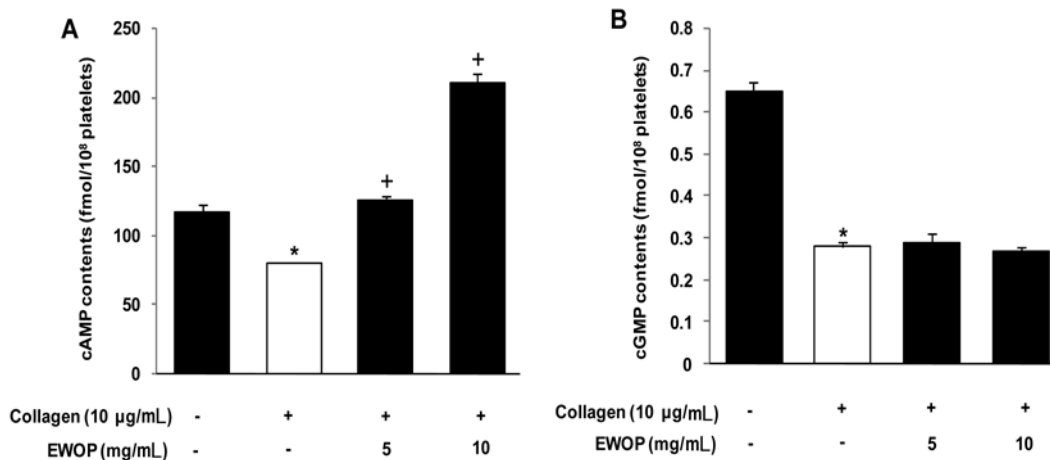 A
cAMP contents (fmol/10⁸ platelets)
250
200
150
100
50
0
*
+
+
Collagen (10 µg/mL) - + + +
EWOP (mg/mL) - - 5 10
B
cGMP contents (fmol/10⁸ platelets)
0.8
0.7
0.6
0.5
0.4
0.3
0.2
0.1
0
*
Collagen (10 µg/mL) - + + +
EWOP (mg/mL) - - 5 10